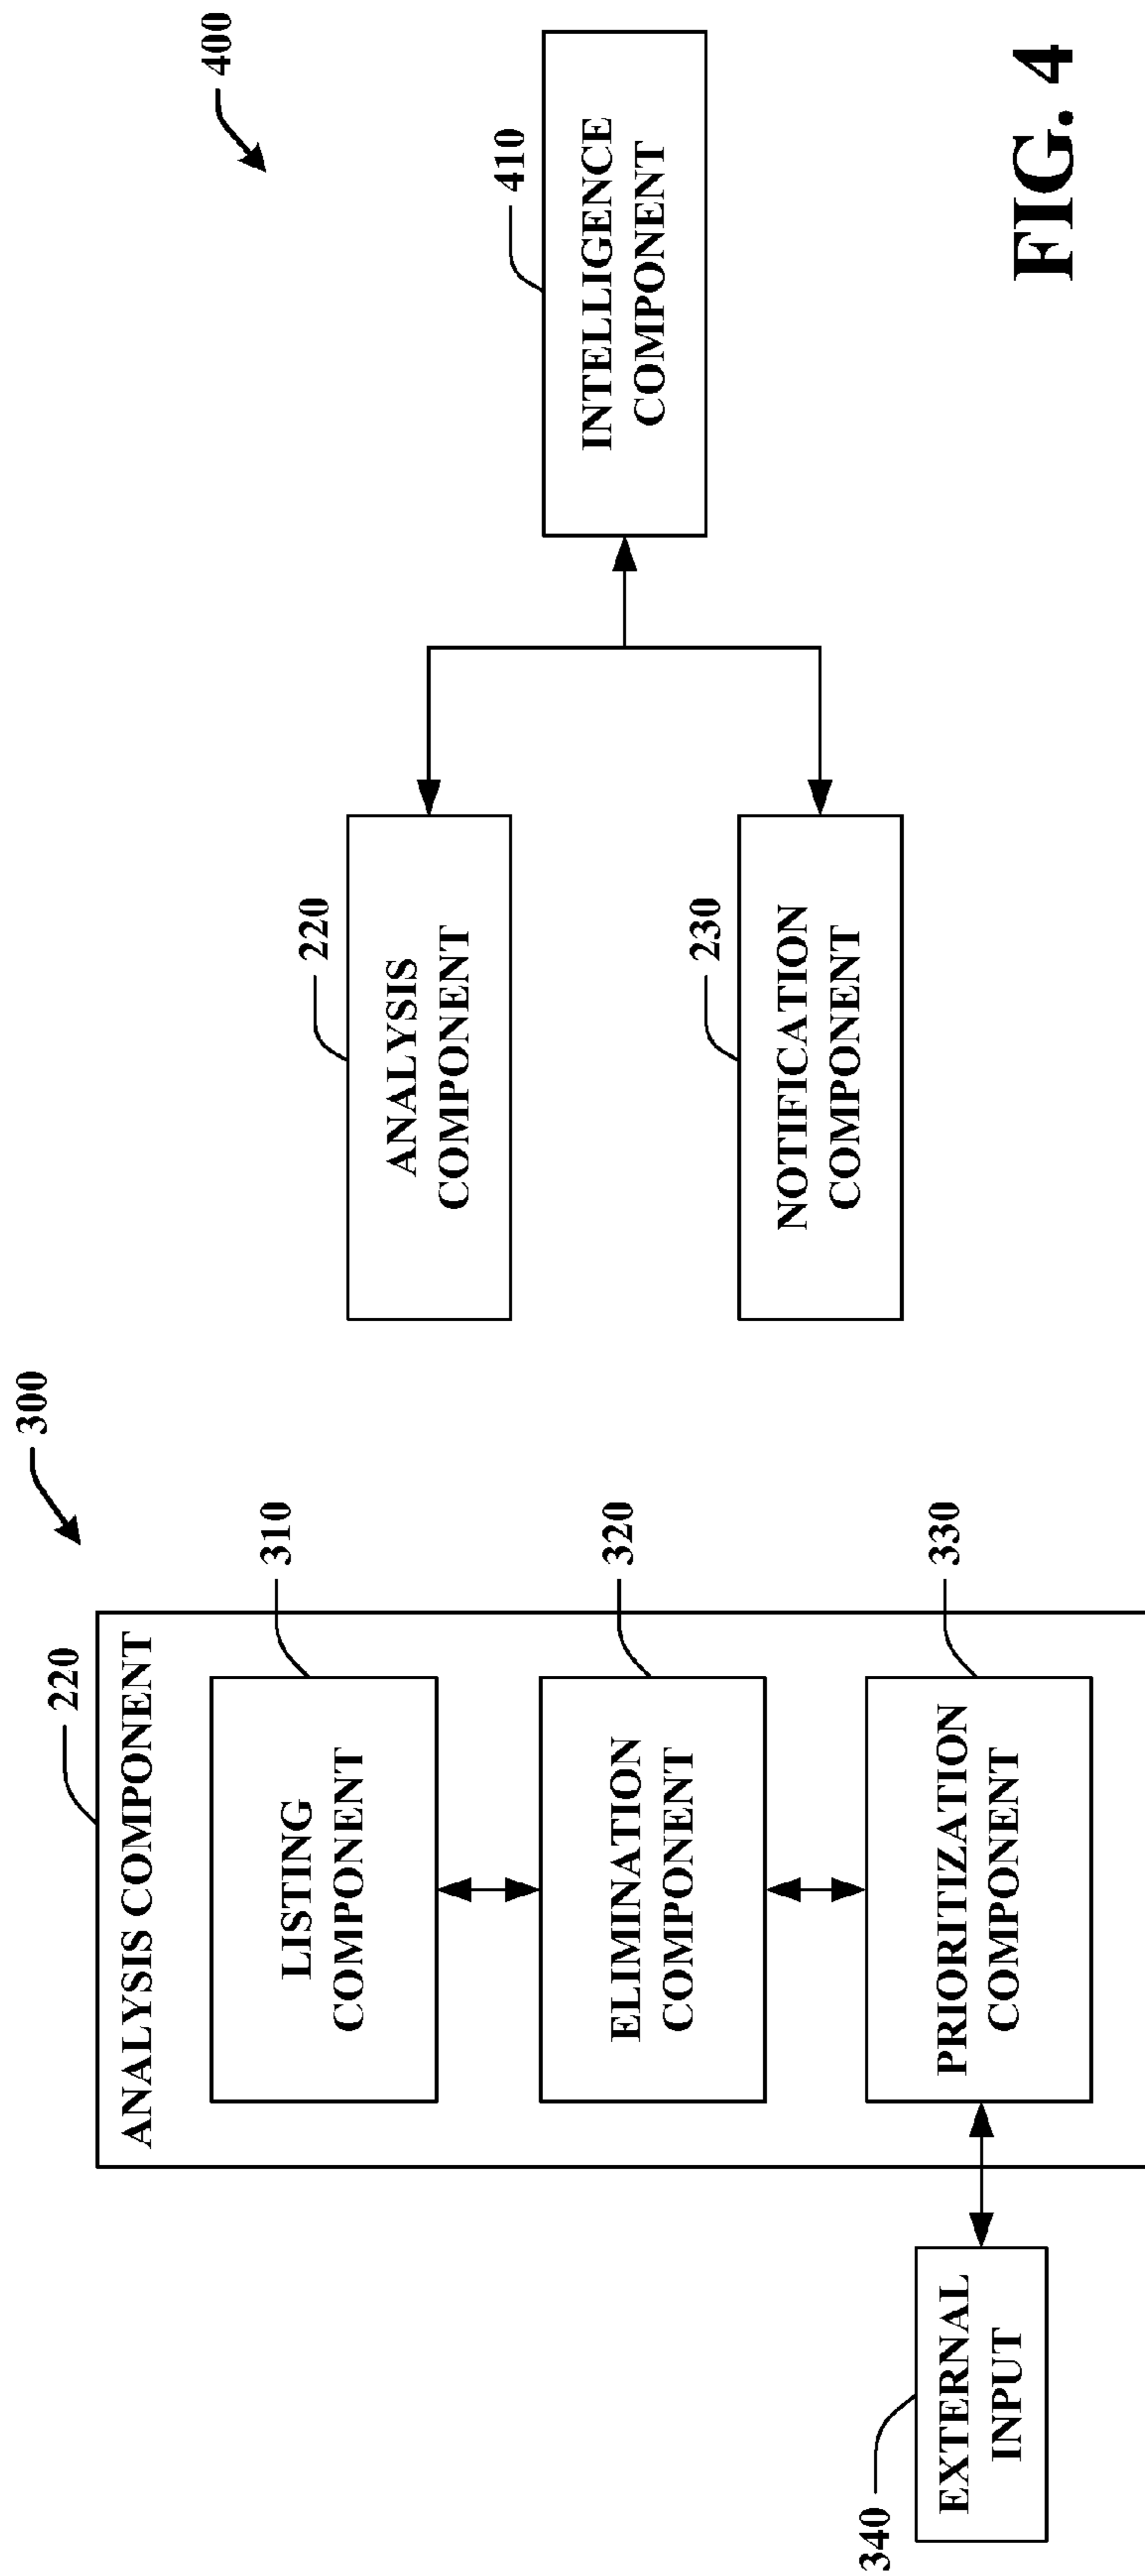 300
220
ANALYSIS COMPONENT
310
LISTING
COMPONENT
320
ELIMINATION
COMPONENT
330
PRIORITIZATION
COMPONENT
340
EXTERNAL
INPUT
400
220
ANALYSIS
COMPONENT
410
INTELLIGENCE
COMPONENT
230
NOTIFICATION
COMPONENT
FIG. 4